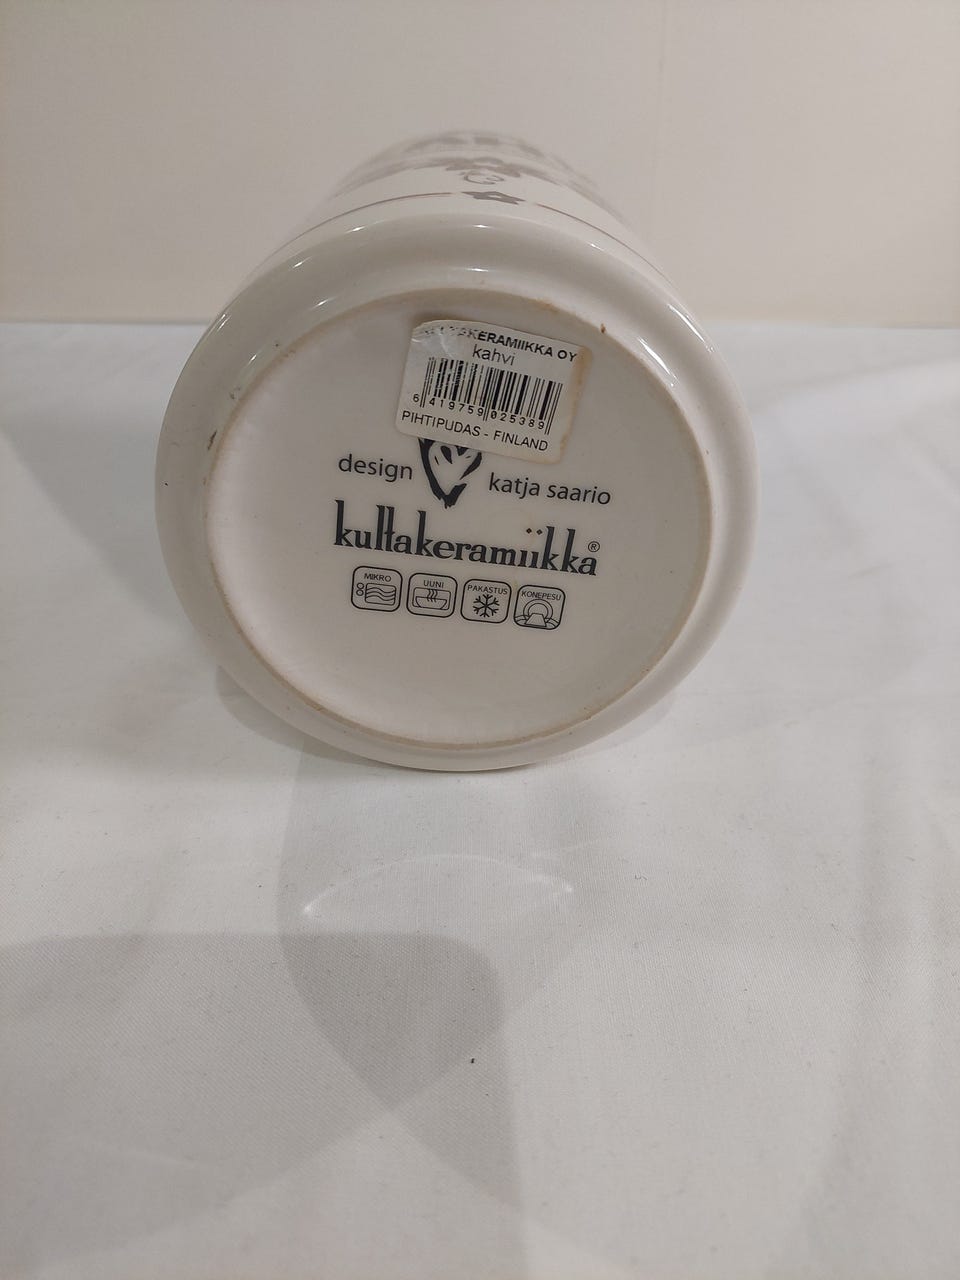 KERAMIIKKA OY
kahvi
6 419759 025389
PIHTIPUDAS - FINLAND
design katja saario
kultakeramiikka®
MIKRO UUNI PAKASTUS KONEPESU